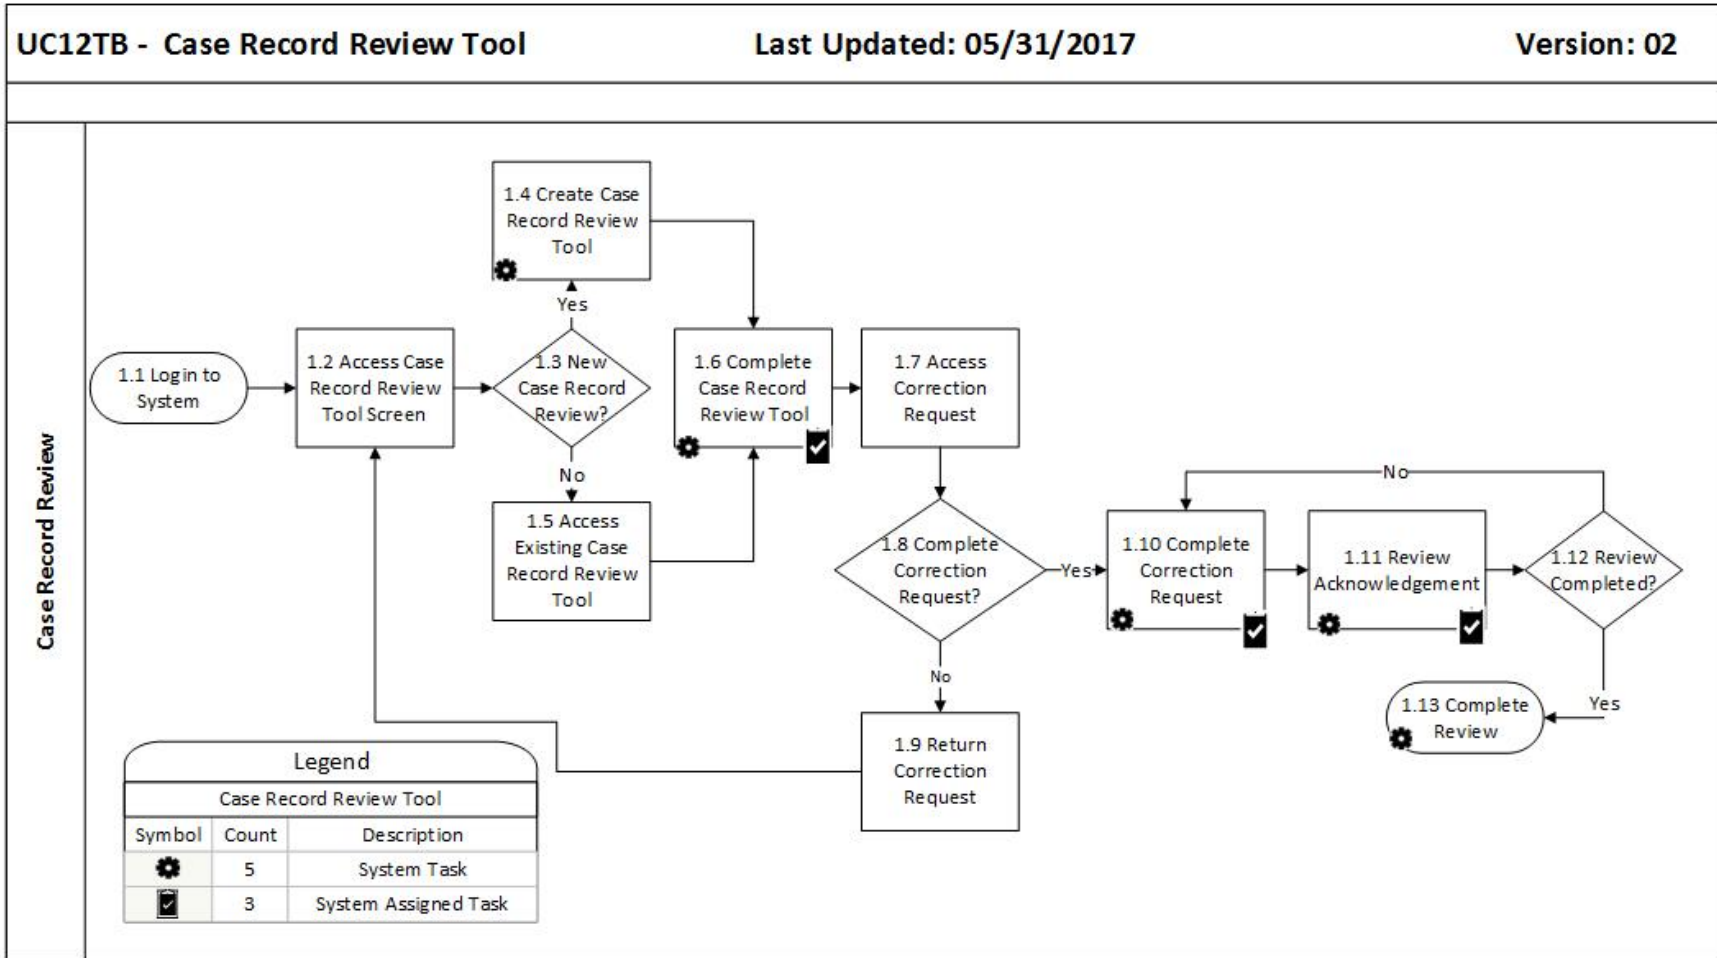 UC12TB - Case Record Review Tool
Last Updated: 05/31/2017
Version: 02
Case Record Review
1.1 Login to
System
1.2 Access Case
Record Review
Tool Screen
1.3 New
Case Record
Review?
Yes
1.4 Create Case
Record Review
Tool
No
1.5 Access
Existing Case
Record Review
Tool
1.6 Complete
Case Record
Review Tool
1.7 Access
Correction
Request
1.8 Complete
Correction
Request?
No
1.9 Return
Correction
Request
Yes
1.10 Complete
Correction
Request
1.11 Review
Acknowledgement
1.12 Review
Completed?
No
Yes
1.13 Complete
Review
Legend
Case Record Review Tool
Symbol Count Description
5 System Task
3 System Assigned Task